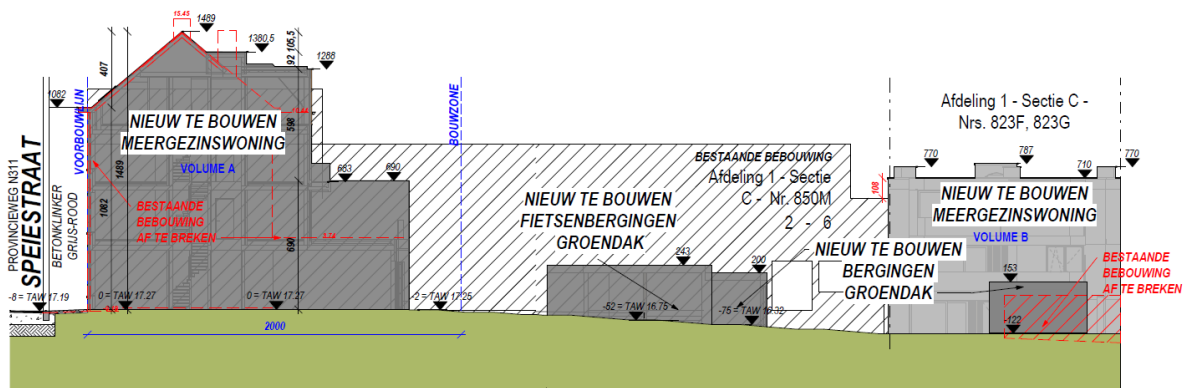 15.45
1489
1380,5
105,5
92
1288
407
1082
VOORBOUWLIJN
BOUWZONE
598
NIEUW TE BOUWEN
MEERGEZINSWONING
VOLUME A
1489
1082
683
690
690
BESTAANDE
BEBOUWING
AF TE BREKEN
PROVINCIEWEG N311
SPEIESTRAAT
BETONKLINKER
GRIJS-ROOD
-8 = TAW 17.19
0 = TAW 17.27
0 = TAW 17.27
-2 = TAW 17.25
2000
BESTAANDE BEBOUWING
Afdeling 1 - Sectie
C - Nr. 850M
2 - 6
NIEUW TE BOUWEN
FIETSENBERGINGEN
GROENDAK
243
200
-52 = TAW 16.75
-75 = TAW 16.32
NIEUW TE BOUWEN
BERGINGEN
GROENDAK
Afdeling 1 - Sectie C -
Nrs. 823F, 823G
770
787
710
770
108
NIEUW TE BOUWEN
MEERGEZINSWONING
VOLUME B
153
-122
BESTAANDE
BEBOUWING
AF TE BREKEN